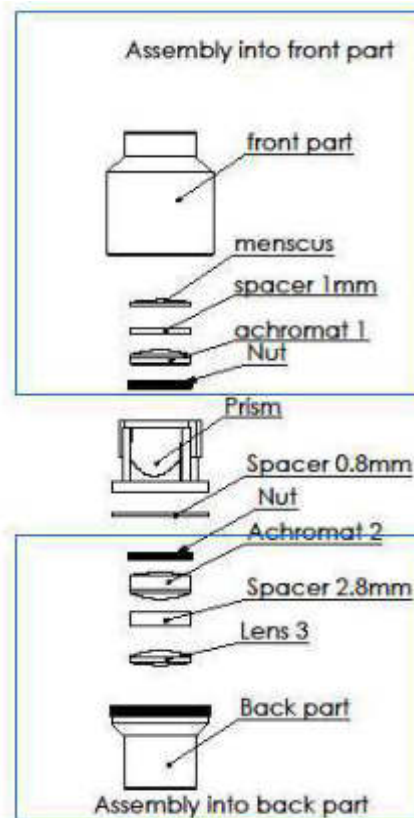 Assembly into front part
front part
menscus
spacer 1mm
achromat 1
Nut
Prism
Spacer 0.8mm
Nut
Achromat 2
Spacer 2.8mm
Lens 3
Back part
Assembly into back part